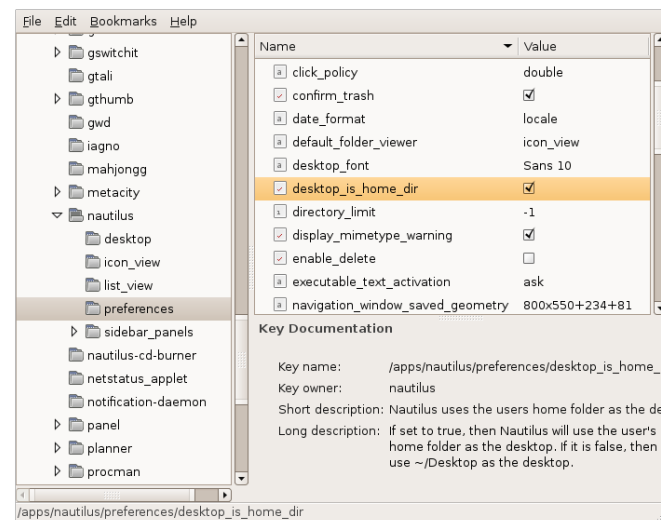 File Edit Bookmarks Help
gswitchit
gtali
gthumb
gwd
iagno
mahjongg
metacity
nautilus
desktop
icon_view
list_view
preferences
sidebar_panels
nautilus-cd-burner
netstatus_applet
notification-daemon
panel
planner
procman
Name Value
click_policy double
confirm_trash
date_format locale
default_folder_viewer icon_view
desktop_font Sans 10
desktop_is_home_dir
directory_limit -1
display_mimetype_warning
enable_delete
executable_text_activation ask
navigation_window_saved_geometry 800x550+234+81
Key Documentation
Key name: /apps/nautilus/preferences/desktop_is_home_
Key owner: nautilus
Short description: Nautilus uses the users home folder as the de
Long description: If set to true, then Nautilus will use the user's
home folder as the desktop. If it is false, then
use ~/Desktop as the desktop.
/apps/nautilus/preferences/desktop_is_home_dir